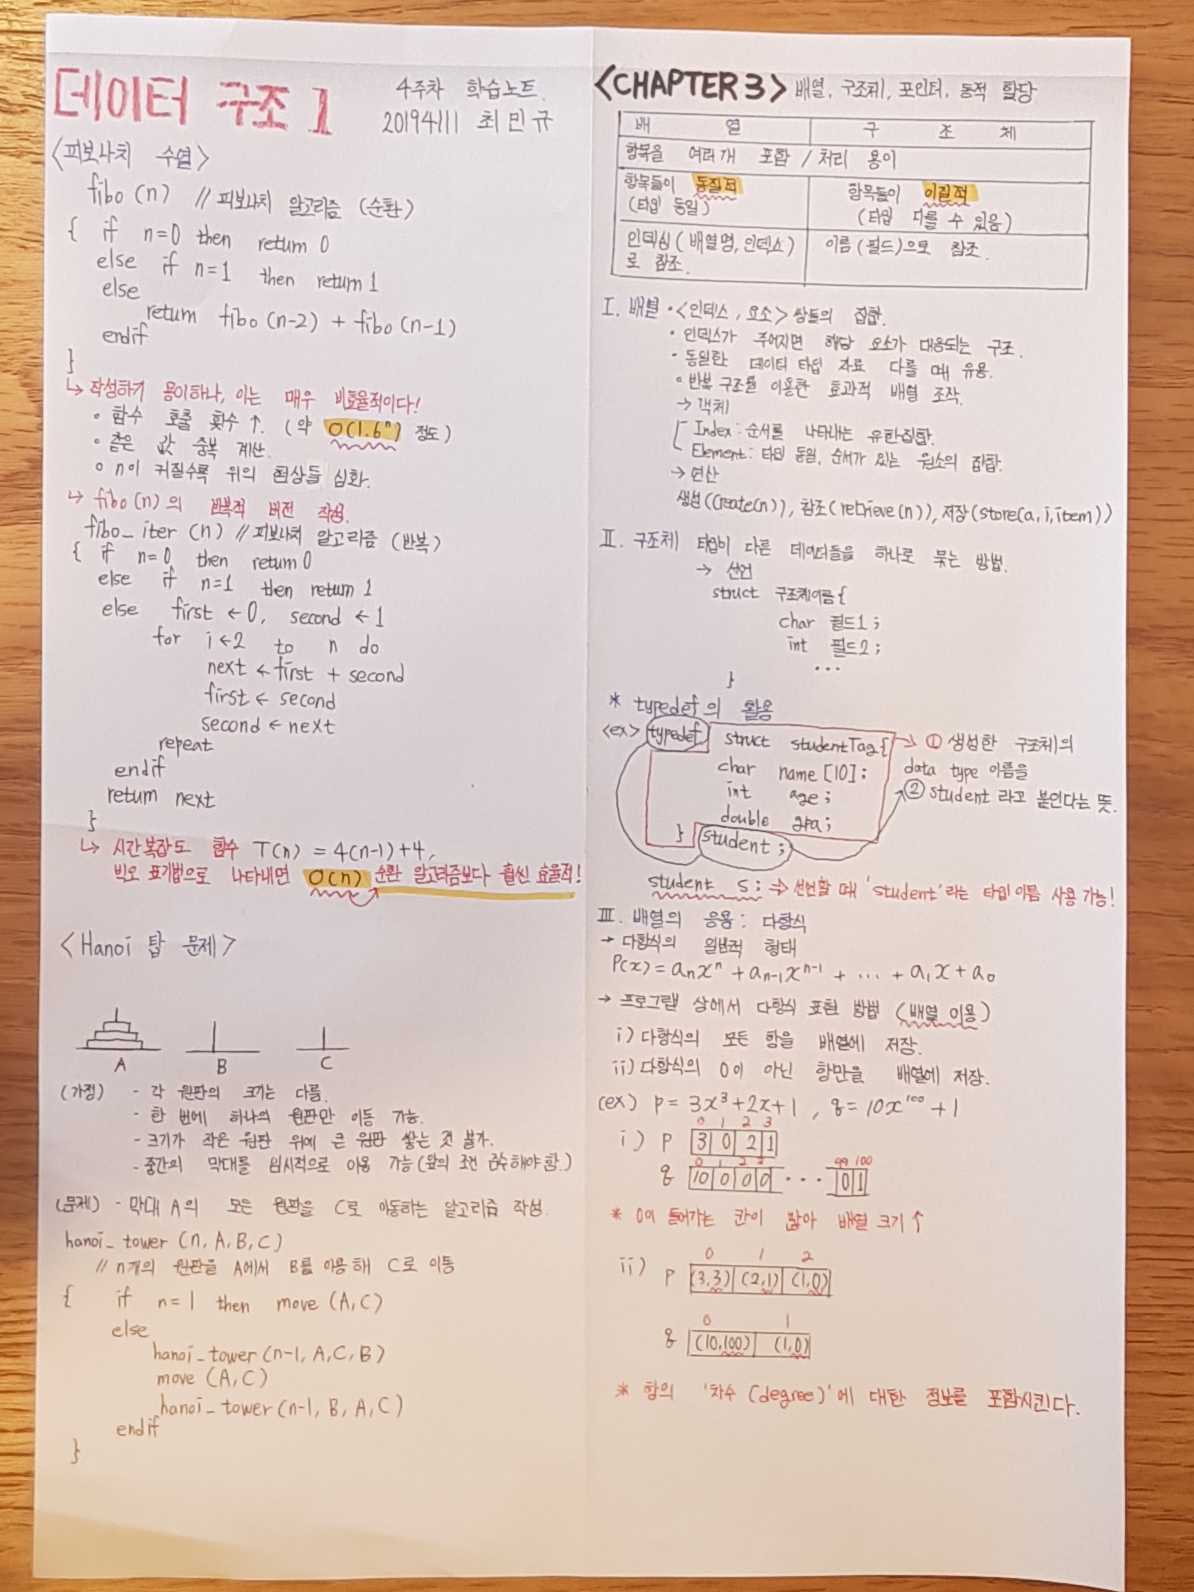 데이터 구조 1
4주차 학습노트
20194111 최민규
<피보나치 수열>
fibo (n) // 피보나치 알고리즘 (순환)
{ if n=0 then return 0
else if n=1 then return 1
else
return fibo (n-2) + fibo (n-1)
endif
}
↳ 작성하기 용이하나, 이는 매우 비효율적이다!
◦ 함수 호출 횟수 ↑. (약 O(1.6ⁿ) 정도)
◦ 같은 값 중복 계산.
◦ n이 커질수록 위의 현상들 심화.
↳ fibo (n) 의 반복적 버전 작성.
fibo_iter (n) // 피보나치 알고리즘 (반복)
{ if n=0 then return 0
else if n=1 then return 1
else first ← 0, second ← 1
for i ← 2 to n do
next ← first + second
first ← second
second ← next
repeat
endif
return next
}
↳ 시간복잡도 함수 T(n) = 4(n-1)+4,
빅오 표기법으로 나타내면 O(n) 순환 알고리즘보다 훨씬 효율적!
<Hanoi 탑 문제>
A B C
(가정) - 각 원판의 크기는 다름.
- 한 번에 하나의 원판만 이동 가능.
- 크기가 작은 원판 위에 큰 원판 쌓는 것 불가.
- 중간의 막대를 임시적으로 이용 가능 (앞의 조건 준수해야 함.)
(문제) - 막대 A의 모든 원판을 C로 이동하는 알고리즘 작성.
hanoi_tower (n, A, B, C)
// n개의 원판을 A에서 B를 이용해 C로 이동
{ if n=1 then move (A, C)
else
hanoi_tower (n-1, A, C, B)
move (A, C)
hanoi_tower (n-1, B, A, C)
endif
}
<CHAPTER 3> 배열, 구조체, 포인터, 동적 할당
배 열 구 조 체
항목을 여러개 포함 / 처리 용이
항목들이 동질적 항목들이 이질적
(타입 동일) (타입 다를 수 있음)
인덱싱 (배열명, 인덱스) 이름 (필드)으로 참조.
로 참조.
I. 배열 • <인덱스, 요소> 쌍들의 집합.
• 인덱스가 주어지면 해당 요소가 대응되는 구조.
• 동일한 데이터 타입 자료 다룰 때 유용.
• 반복 구조를 이용한 효과적 배열 조작.
→ 객체
Index : 순서를 나타내는 유한집합.
Element : 타입 동일, 순서가 있는 원소의 집합.
→ 연산
생성 (Create(n)), 참조 (retrieve(n)), 저장 (store(a, i, item))
II. 구조체 타입이 다른 데이터들을 하나로 묶는 방법.
→ 선언
struct 구조체이름 {
char 필드1 ;
int 필드2 ;
...
}
* typedef의 활용
<ex> typedef struct studentTag { → ① 생성한 구조체의
char name [10] ; data type 이름을
int age ; ② student 라고 붙인다는 뜻.
double gpa ;
} student ;
student s ; ⇒ 선언할 때 'student'라는 타입이름 사용 가능!
III. 배열의 응용 : 다항식
→ 다항식의 일반적 형태
P(x) = aₙxⁿ + aₙ₋₁xⁿ⁻¹ + ... + a₁x + a₀
→ 프로그램 상에서 다항식 표현 방법 (배열 이용)
i) 다항식의 모든 항을 배열에 저장.
ii) 다항식의 0이 아닌 항만을 배열에 저장.
(ex) p = 3x³+2x+1 , q = 10x¹⁰⁰+1
0 1 2 3
i) p 3 0 2 1
0 1 2 3 99 100
q 10 0 0 0 ... 0 1
* 0이 들어가는 칸이 많아 배열 크기 ↑
0 1 2
ii) p (3,3) (2,1) (1,0)
0 1
q (10,100) (1,0)
* 항의 '차수 (degree)'에 대한 정보를 포함시킨다.